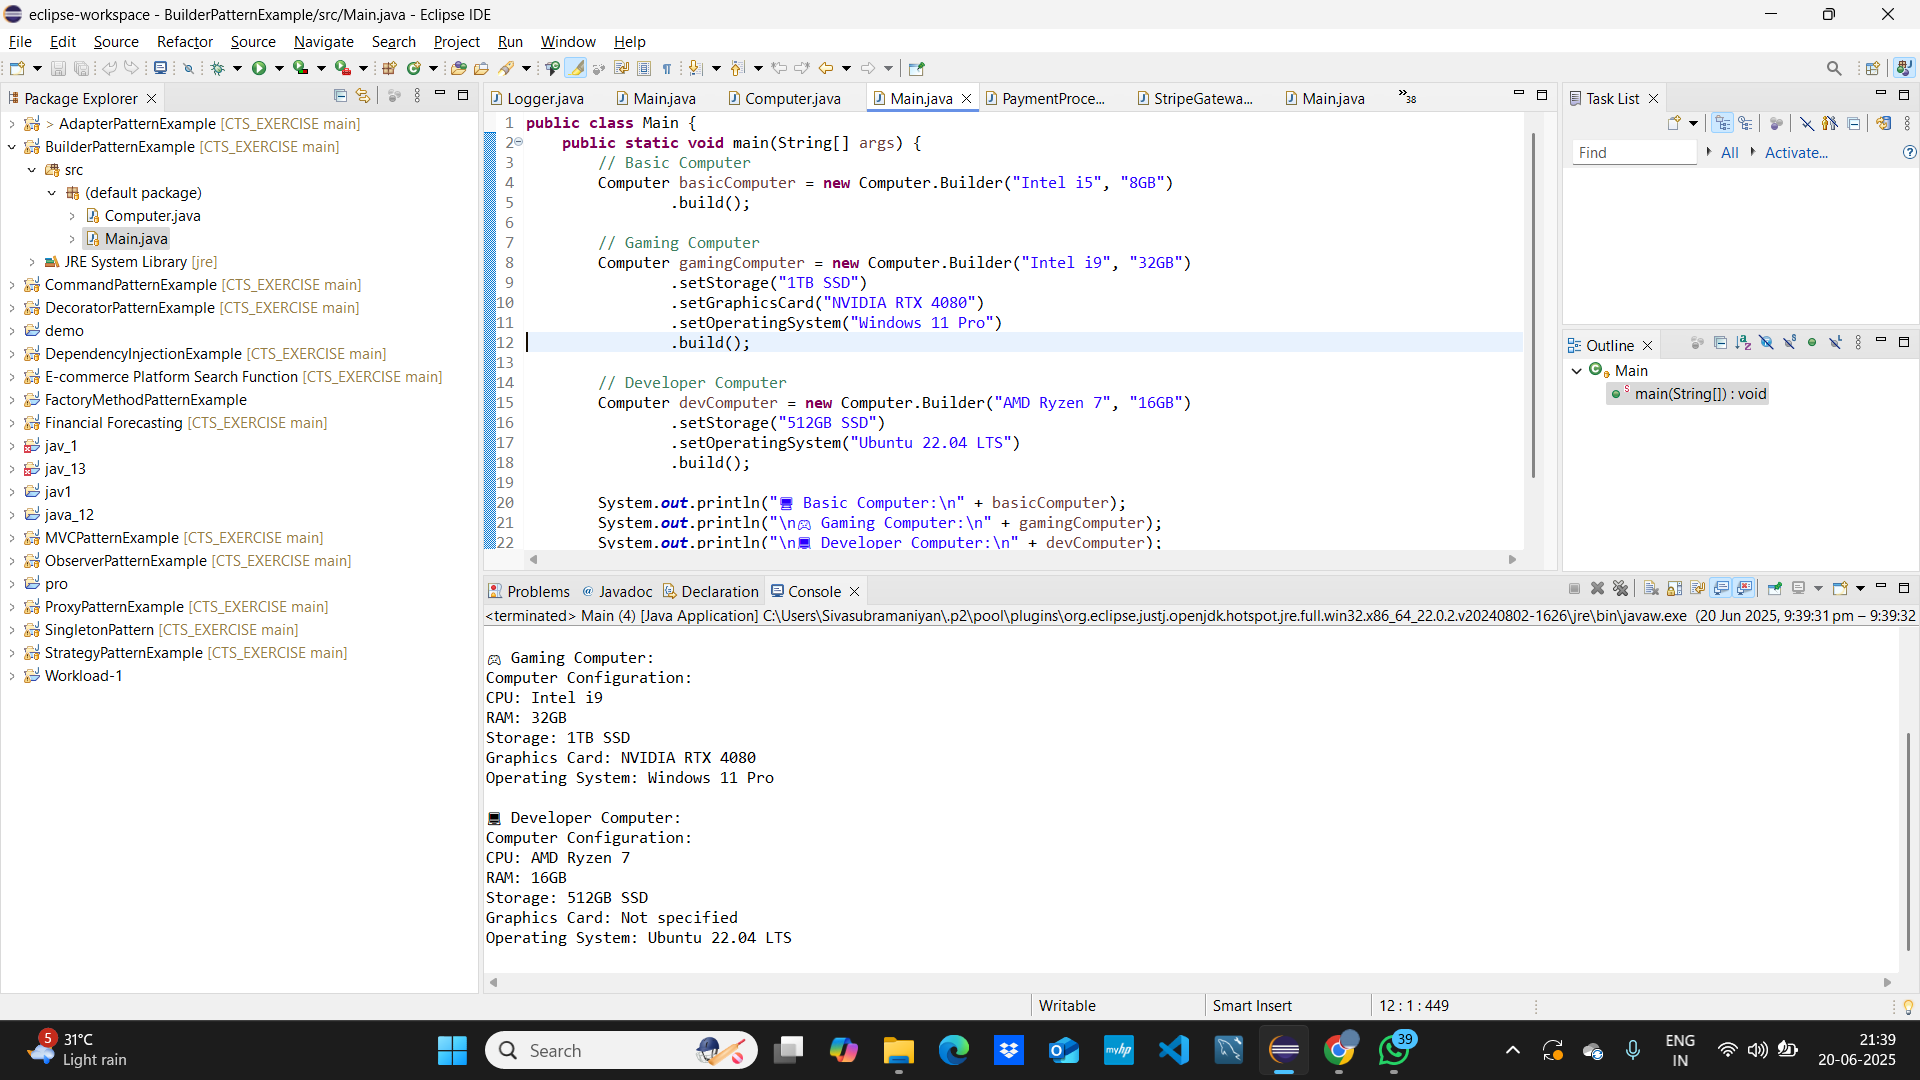 eclipse-workspace - BuilderPatternExample/src/Main.java - Eclipse IDE
File Edit Source Refactor Source Navigate Search Project Run Window Help
Package Explorer
> AdapterPatternExample [CTS_EXERCISE main]
BuilderPatternExample [CTS_EXERCISE main]
src
(default package)
Computer.java
Main.java
JRE System Library [jre]
CommandPatternExample [CTS_EXERCISE main]
DecoratorPatternExample [CTS_EXERCISE main]
demo
DependencyInjectionExample [CTS_EXERCISE main]
E-commerce Platform Search Function [CTS_EXERCISE main]
FactoryMethodPatternExample
Financial Forecasting [CTS_EXERCISE main]
jav_1
jav_13
jav1
java_12
MVCPatternExample [CTS_EXERCISE main]
ObserverPatternExample [CTS_EXERCISE main]
pro
ProxyPatternExample [CTS_EXERCISE main]
SingletonPattern [CTS_EXERCISE main]
StrategyPatternExample [CTS_EXERCISE main]
Workload-1
Logger.java Main.java Computer.java Main.java PaymentProce... StripeGatewa... Main.java »38
1 public class Main {
2 public static void main(String[] args) {
3 // Basic Computer
4 Computer basicComputer = new Computer.Builder("Intel i5", "8GB")
5 .build();
6
7 // Gaming Computer
8 Computer gamingComputer = new Computer.Builder("Intel i9", "32GB")
9 .setStorage("1TB SSD")
10 .setGraphicsCard("NVIDIA RTX 4080")
11 .setOperatingSystem("Windows 11 Pro")
12 .build();
13
14 // Developer Computer
15 Computer devComputer = new Computer.Builder("AMD Ryzen 7", "16GB")
16 .setStorage("512GB SSD")
17 .setOperatingSystem("Ubuntu 22.04 LTS")
18 .build();
19
20 System.out.println("💻 Basic Computer:\n" + basicComputer);
21 System.out.println("\n🎮 Gaming Computer:\n" + gamingComputer);
22 System.out.println("\n💻 Developer Computer:\n" + devComputer);
Task List
Find All Activate...
Outline
Main
main(String[]) : void
Problems Javadoc Declaration Console
<terminated> Main (4) [Java Application] C:\Users\Sivasubramaniyan\.p2\pool\plugins\org.eclipse.justj.openjdk.hotspot.jre.full.win32.x86_64_22.0.2.v20240802-1626\jre\bin\javaw.exe (20 Jun 2025, 9:39:31 pm – 9:39:32
🎮 Gaming Computer:
Computer Configuration:
CPU: Intel i9
RAM: 32GB
Storage: 1TB SSD
Graphics Card: NVIDIA RTX 4080
Operating System: Windows 11 Pro
💻 Developer Computer:
Computer Configuration:
CPU: AMD Ryzen 7
RAM: 16GB
Storage: 512GB SSD
Graphics Card: Not specified
Operating System: Ubuntu 22.04 LTS
Writable Smart Insert 12 : 1 : 449
5
31°C
Light rain
Search
myhp
39
ENG
IN
21:39
20-06-2025